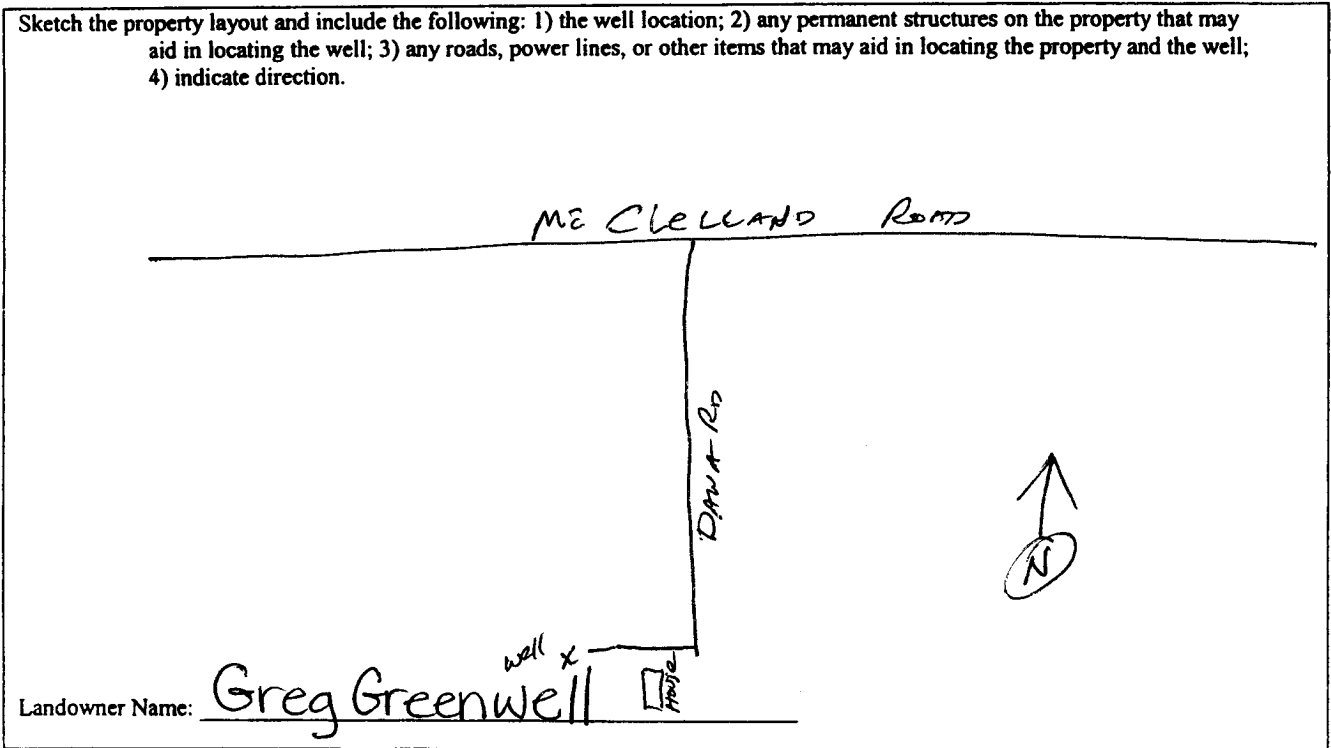 Sketch the property layout and include the following: 1) the well location; 2) any permanent structures on the property that may
aid in locating the well; 3) any roads, power lines, or other items that may aid in locating the property and the well;
4) indicate direction.
Mc Clelland Road
DANA RD
N
well x
House
Landowner Name: Greg Greenwell